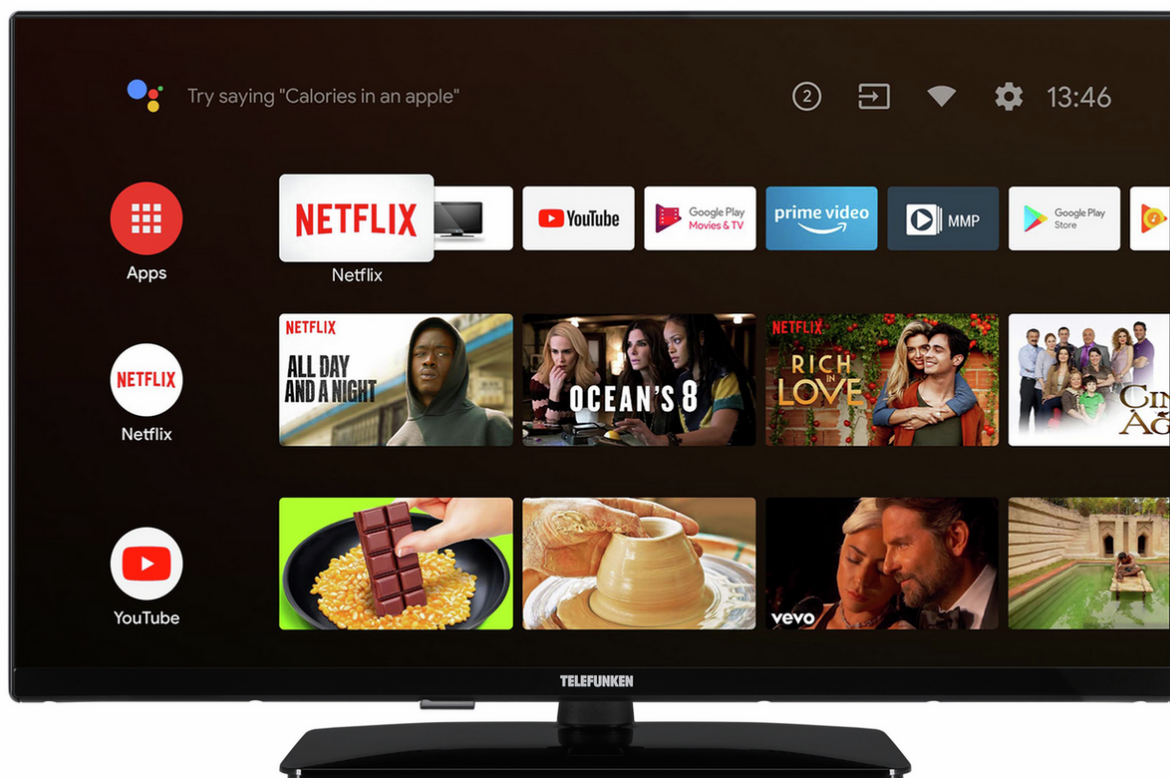 Try saying "Calories in an apple"
2
13:46
NETFLIX
YouTube
Google Play
Movies & TV
prime video
MMP
Google Play
Store
Apps
Netflix
NETFLIX
ALL DAY
AND A NIGHT
OCEAN'S 8
NETFLIX
RICH
IN
LOVE
NETFLIX
Netflix
vevo
YouTube
TELEFUNKEN